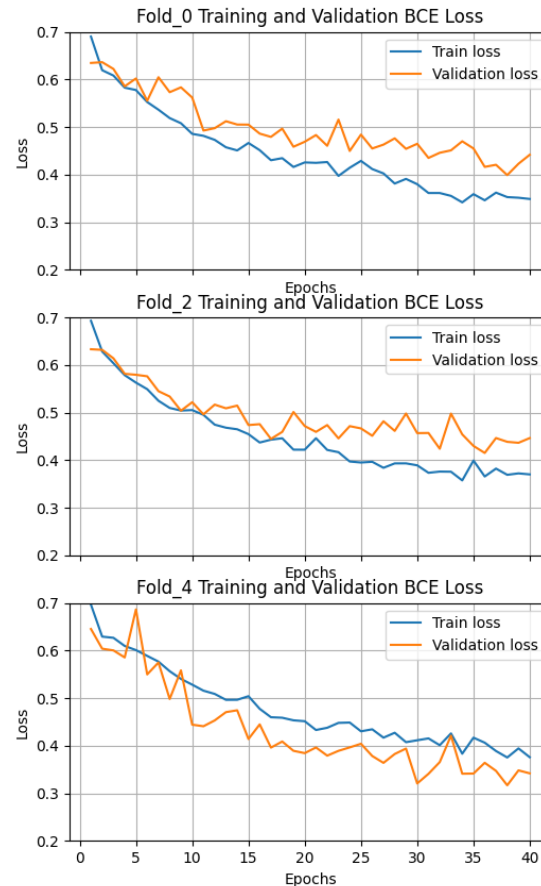 Fold_0 Training and Validation BCE Loss
0.7
0.6
0.5
0.4
0.3
0.2
Loss
Train loss
Validation loss
Epochs
Fold_2 Training and Validation BCE Loss
0.7
0.6
0.5
0.4
0.3
0.2
Loss
Train loss
Validation loss
Epochs
Fold_4 Training and Validation BCE Loss
0.7
0.6
0.5
0.4
0.3
0.2
Loss
Train loss
Validation loss
0 5 10 15 20 25 30 35 40
Epochs